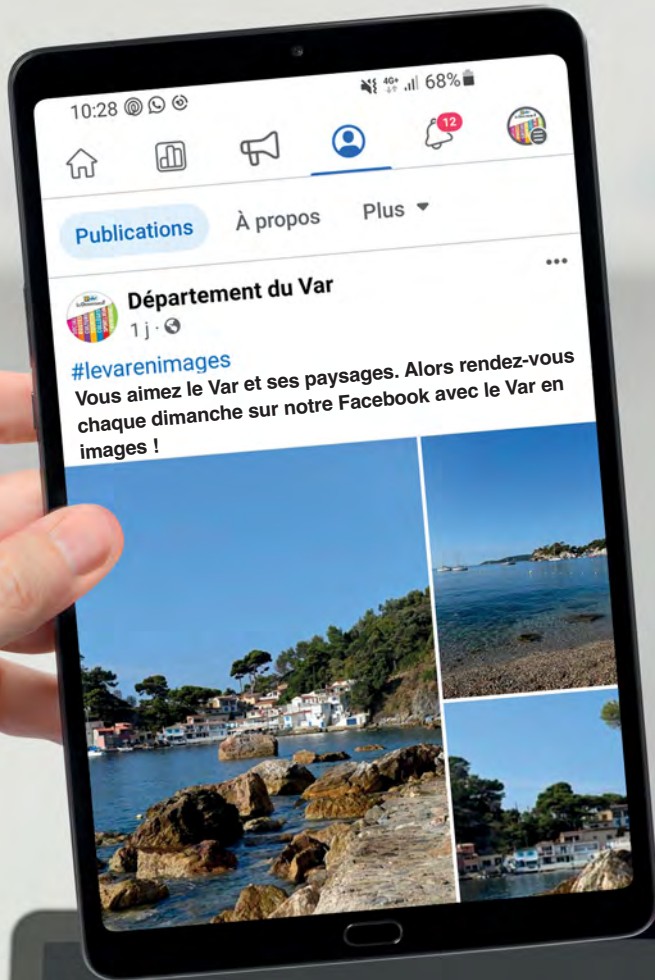 10:28 4G+ 68%
12
Publications À propos Plus
Département du Var
1 j ·
#levarenimages
Vous aimez le Var et ses paysages. Alors rendez-vous
chaque dimanche sur notre Facebook avec le Var en
images !